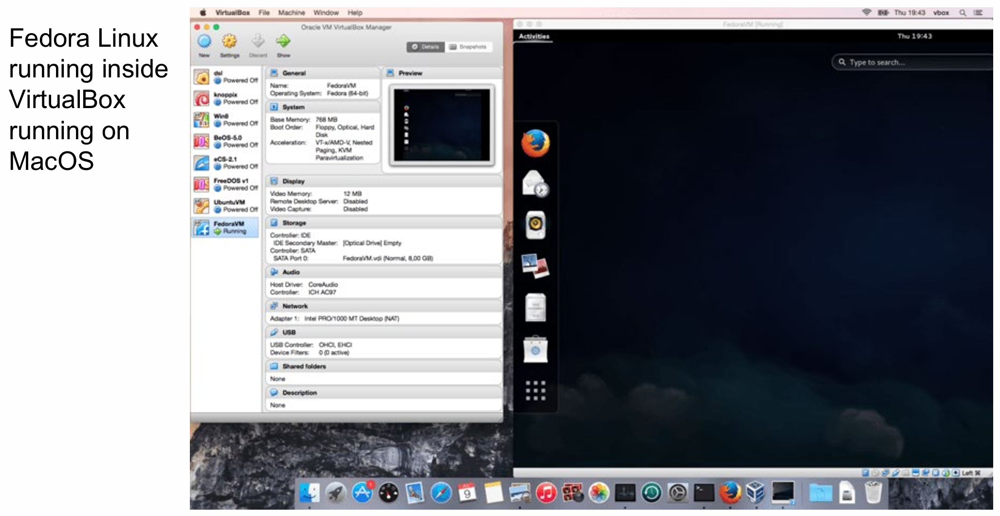 Fedora Linux
running inside
VirtualBox
running on
MacOS
VirtualBox File Machine Window Help
Thu 19:43 vbox
Oracle VM VirtualBox Manager
New Settings Discard Show
Details Snapshots
dsl
Powered Off
knoppix
Powered Off
Win8
Powered Off
BeOS-5.0
Powered Off
eCS-2.1
Powered Off
FreeDOS v1
Powered Off
UbuntuVM
Powered Off
FedoraVM
Running
General
Name: FedoraVM
Operating System: Fedora (64-bit)
System
Base Memory: 768 MB
Boot Order: Floppy, Optical, Hard
Disk
Acceleration: VT-x/AMD-V, Nested
Paging, KVM
Paravirtualization
Preview
Display
Video Memory: 12 MB
Remote Desktop Server: Disabled
Video Capture: Disabled
Storage
Controller: IDE
IDE Secondary Master: [Optical Drive] Empty
Controller: SATA
SATA Port 0: FedoraVM.vdi (Normal, 8,00 GB)
Audio
Host Driver: CoreAudio
Controller: ICH AC97
Network
Adapter 1: Intel PRO/1000 MT Desktop (NAT)
USB
USB Controller: OHCI, EHCI
Device Filters: 0 (0 active)
Shared folders
None
Description
None
FedoraVM [Running]
Activities
Thu 19:43
Type to search...
Left ⌘
1
9